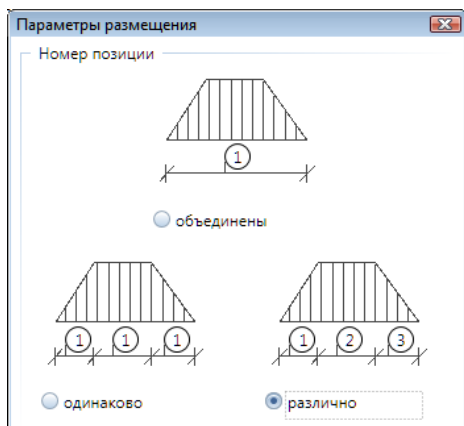 Параметры размещения
Номер позиции
1
объединены
1 1 1
1 2 3
одинаково
различно